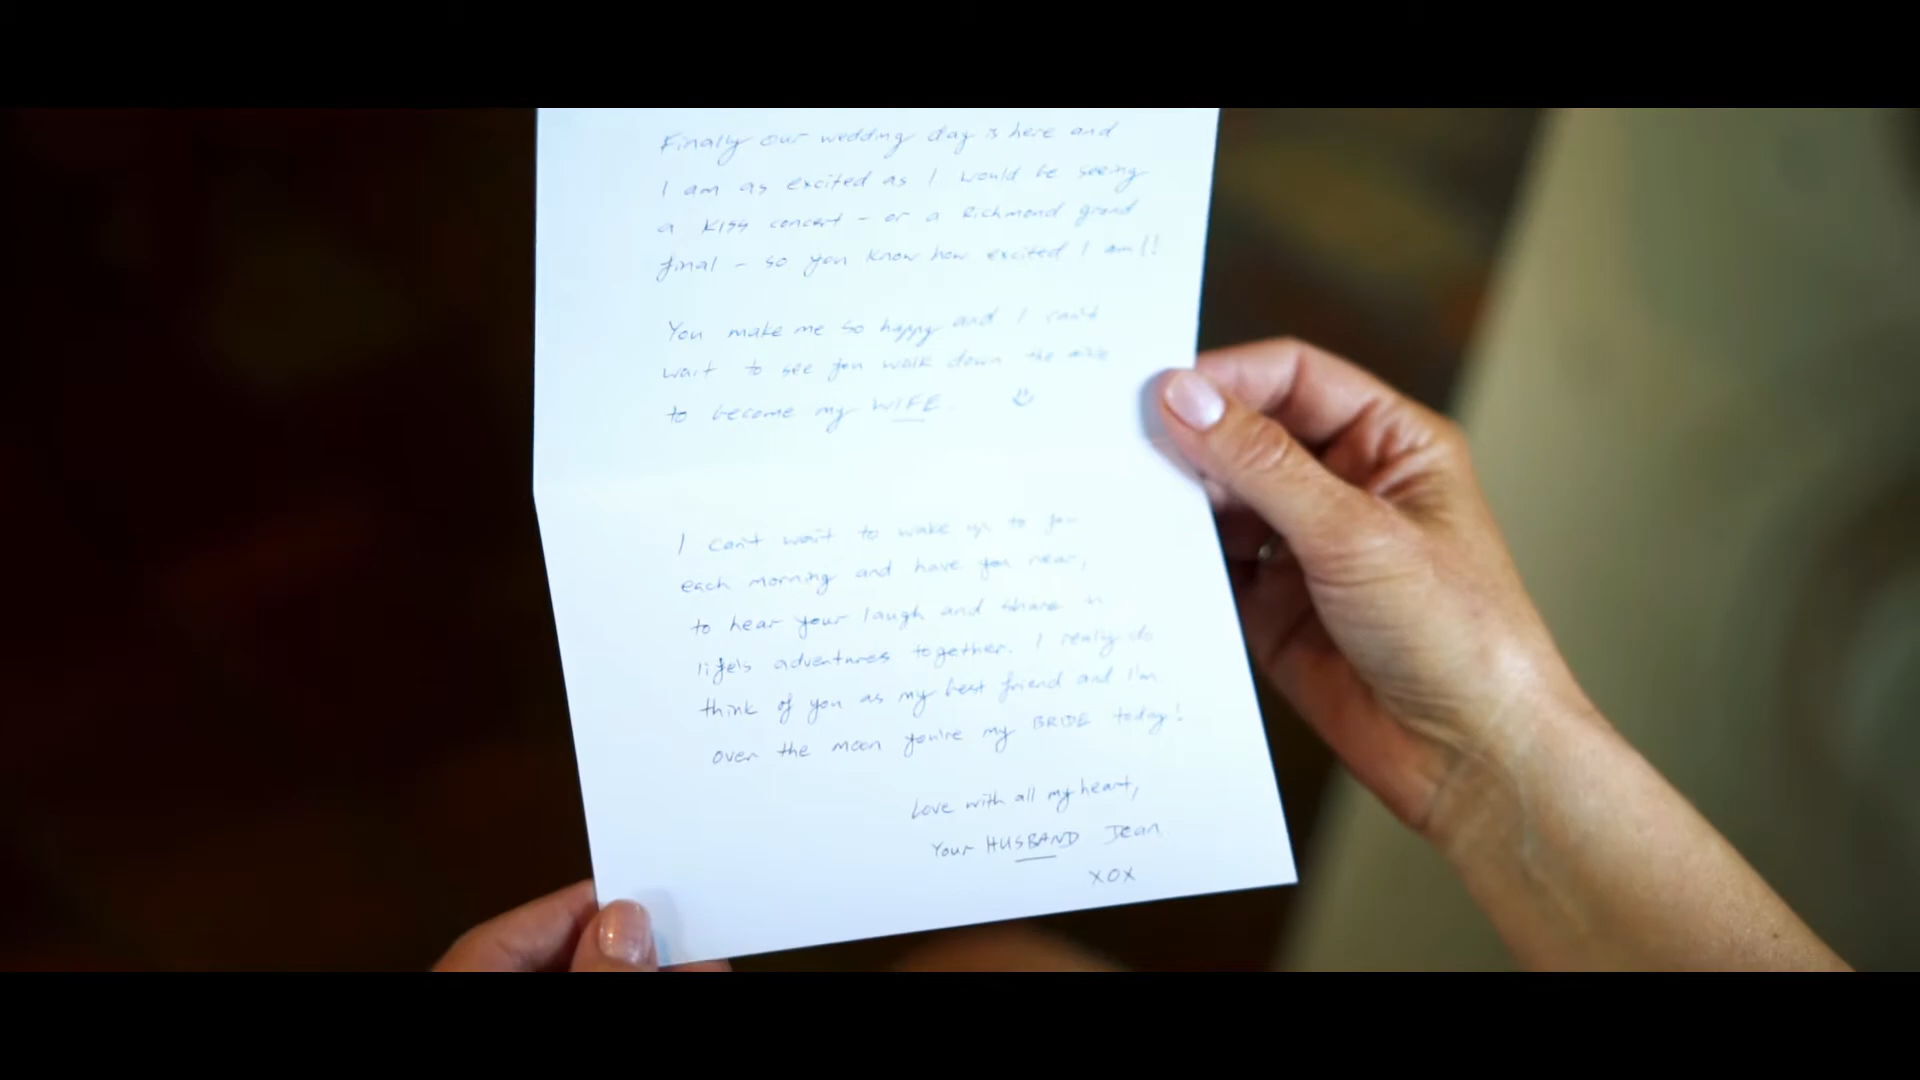 Finally our wedding day is here and
I am as excited as I would be seeing
a KISS concert - or a Richmond grand
final - so you know how excited I am!!
You make me so happy and I can't
wait to see you walk down the aisle
to become my WIFE.
I can't wait to wake up to you
each morning and have you near,
to hear your laugh and share in
life's adventures together. I really do
think of you as my best friend and I'm
over the moon you're my BRIDE today!
Love with all my heart,
Your HUSBAND Dean
XOX